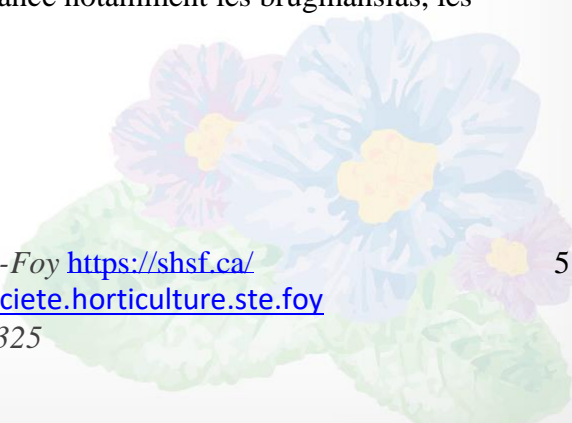 notamment les brugmansias, les
-Foy https://shsf.ca/
5
ciete.horticulture.ste.foy
325